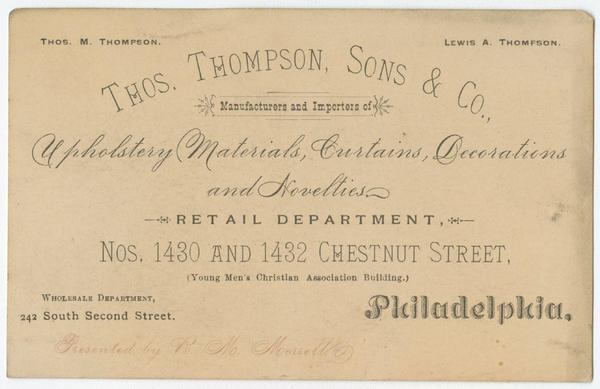 Thos. M. Thompson.
Lewis A. Thompson.
Thos. Thompson, Sons & Co.,
Manufacturers and Importers of
Upholstery Materials, Curtains, Decorations
and Novelties
RETAIL DEPARTMENT,
Nos. 1430 and 1432 Chestnut Street,
(Young Men's Christian Association Building.)
Wholesale Department,
242 South Second Street.
Philadelphia.
Presented by R. M. Morrell